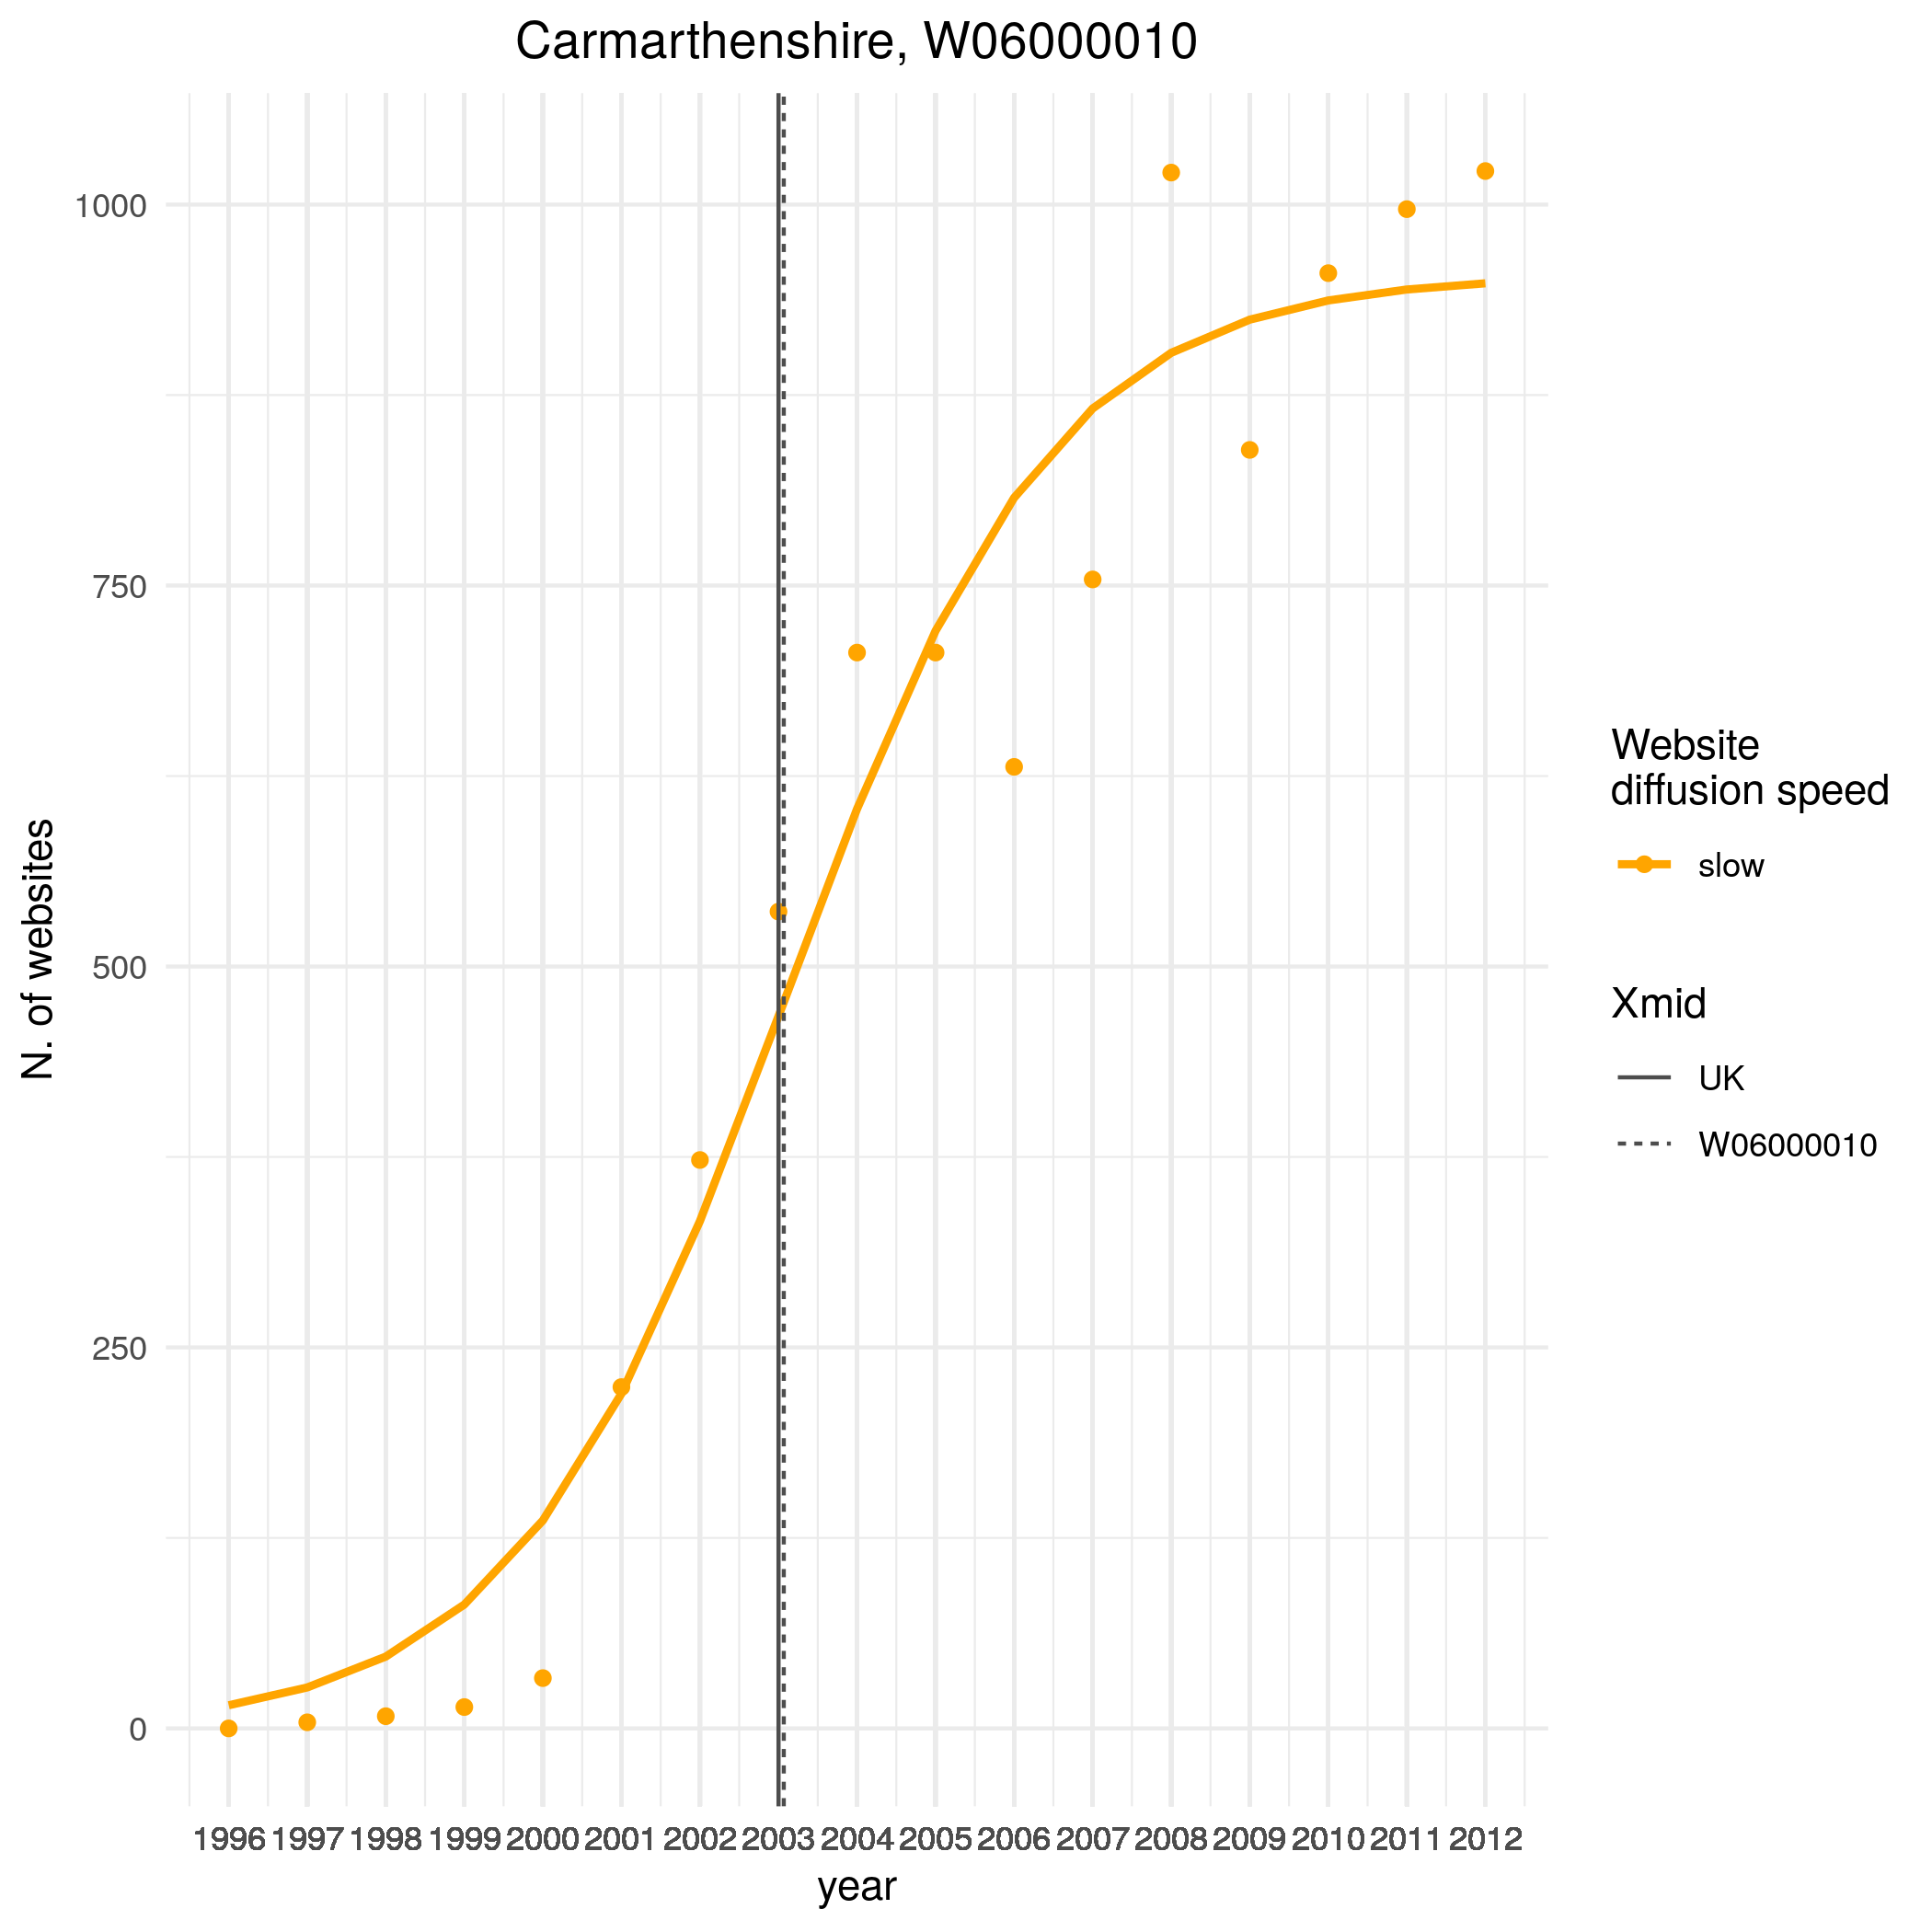 Carmarthenshire, W06000010
N. of websites
1000
750
500
250
0
1996 1997 1998 1999 2000 2001 2002 2003 2004 2005 2006 2007 2008 2009 2010 2011 2012
year
Website
diffusion speed
slow
Xmid
UK
W06000010